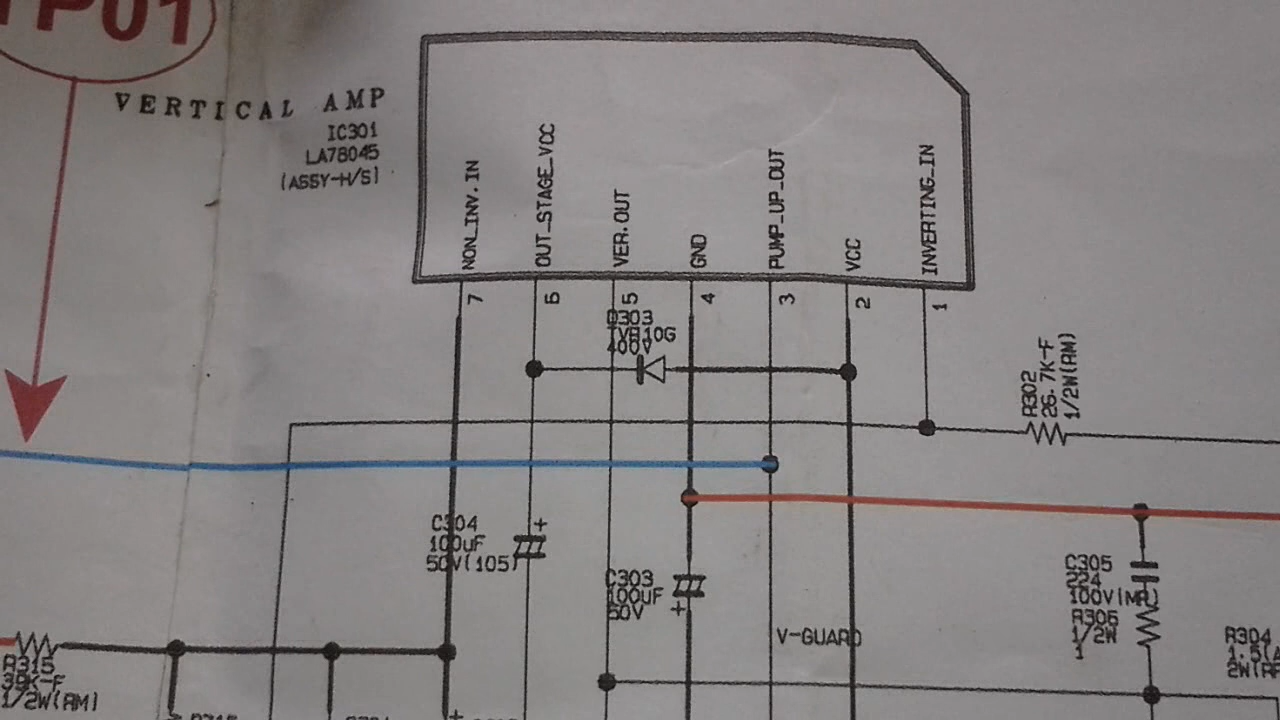 TP01
VERTICAL AMP
IC301
LA78045
(ASSY-H/S)
NON_INV.IN
OUT_STAGE_VCC
VER.OUT
GND
PUMP_UP_OUT
VCC
INVERTING_IN
7
6
5
4
3
2
1
D303
TVR10G
400V
R302
26.7K-F
1/2W(RM)
C304
100uF
50V(105)
+
C303
100uF
50V
+
V-GUARD
C305
224
100V(MP)
R306
1/2W
1
R304
R315
1/2W(RM)
+